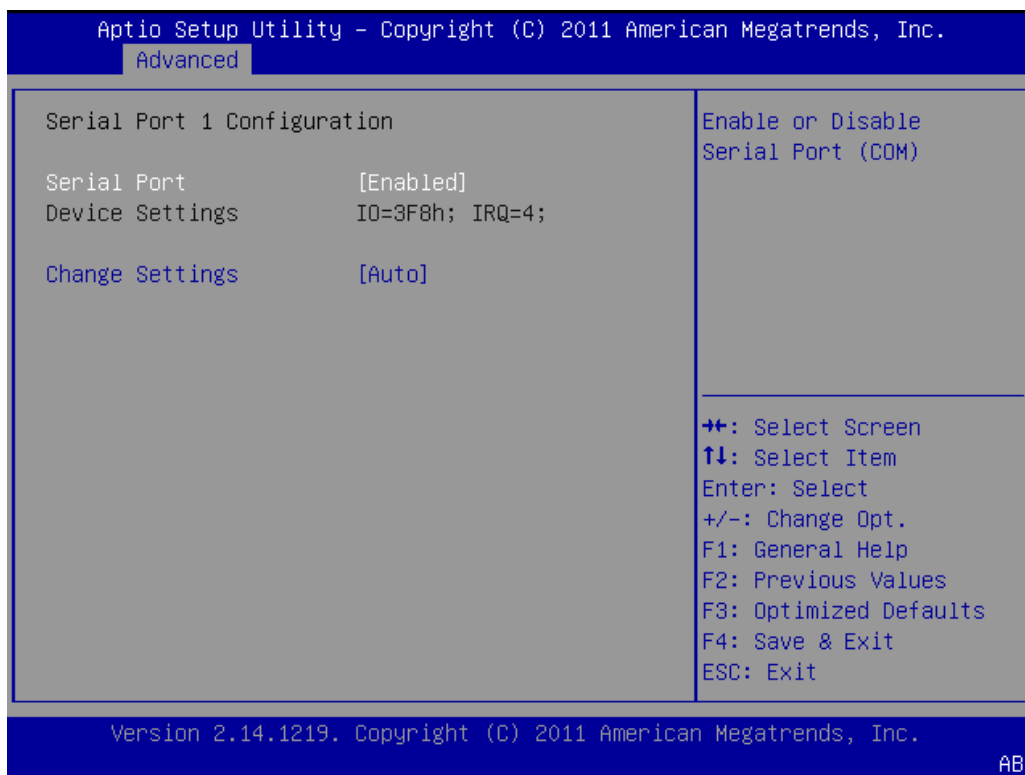 Aptio Setup Utility – Copyright (C) 2011 American Megatrends, Inc.
Advanced
Serial Port 1 Configuration
Serial Port [Enabled]
Device Settings IO=3F8h; IRQ=4;
Change Settings [Auto]
Enable or Disable
Serial Port (COM)
→←: Select Screen
↑↓: Select Item
Enter: Select
+/-: Change Opt.
F1: General Help
F2: Previous Values
F3: Optimized Defaults
F4: Save & Exit
ESC: Exit
Version 2.14.1219. Copyright (C) 2011 American Megatrends, Inc.
AB